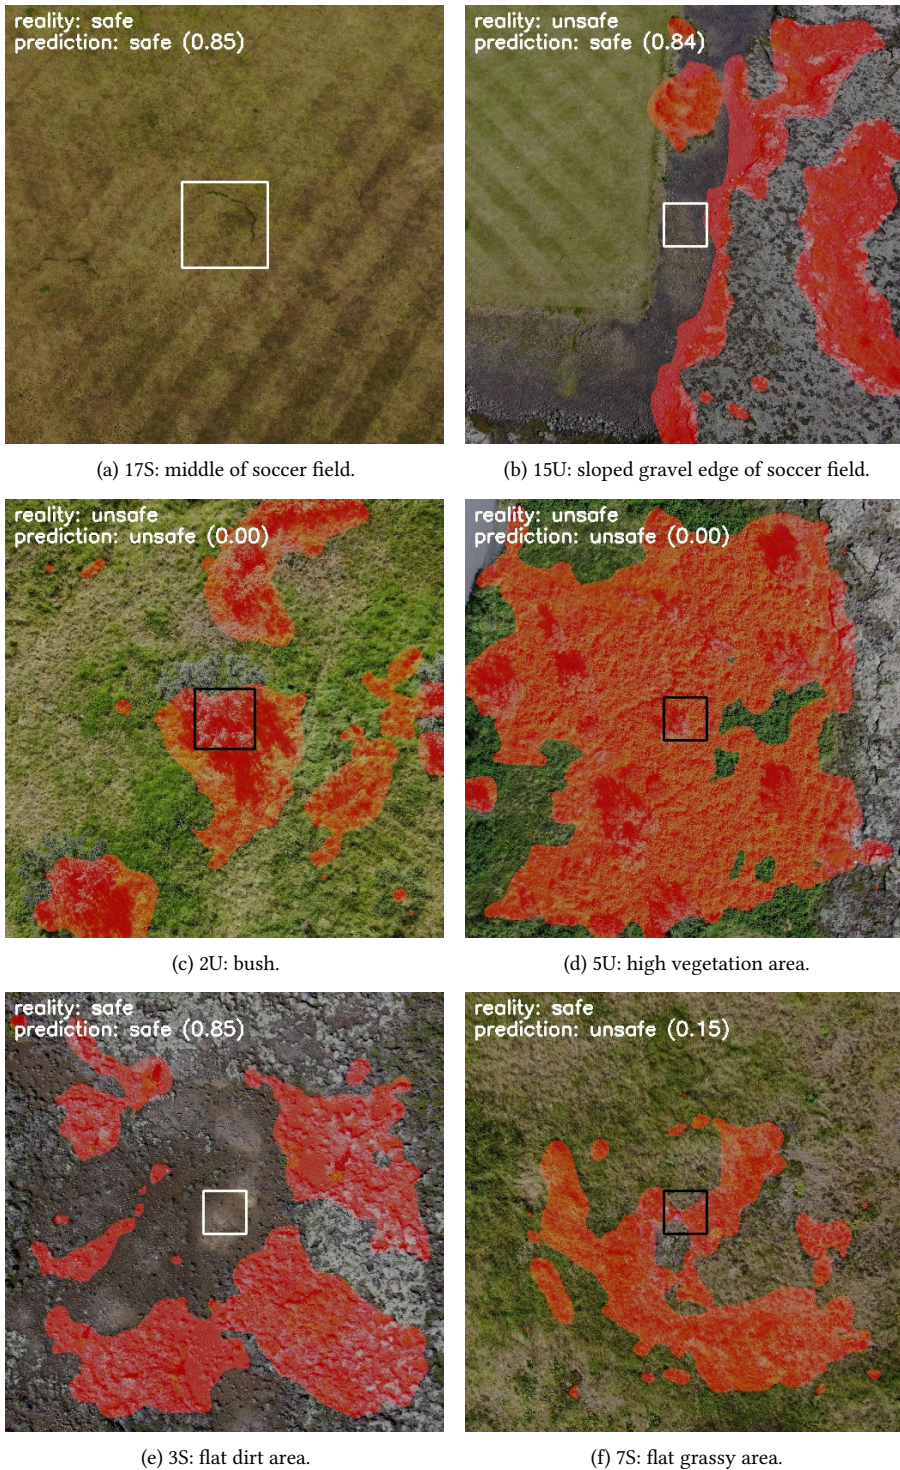 reality: safe
prediction: safe (0.85)
reality: unsafe
prediction: safe (0.84)
(a) 17S: middle of soccer field.
(b) 15U: sloped gravel edge of soccer field.
reality: unsafe
prediction: unsafe (0.00)
reality: unsafe
prediction: unsafe (0.00)
(c) 2U: bush.
(d) 5U: high vegetation area.
reality: safe
prediction: safe (0.85)
reality: safe
prediction: unsafe (0.15)
(e) 3S: flat dirt area.
(f) 7S: flat grassy area.